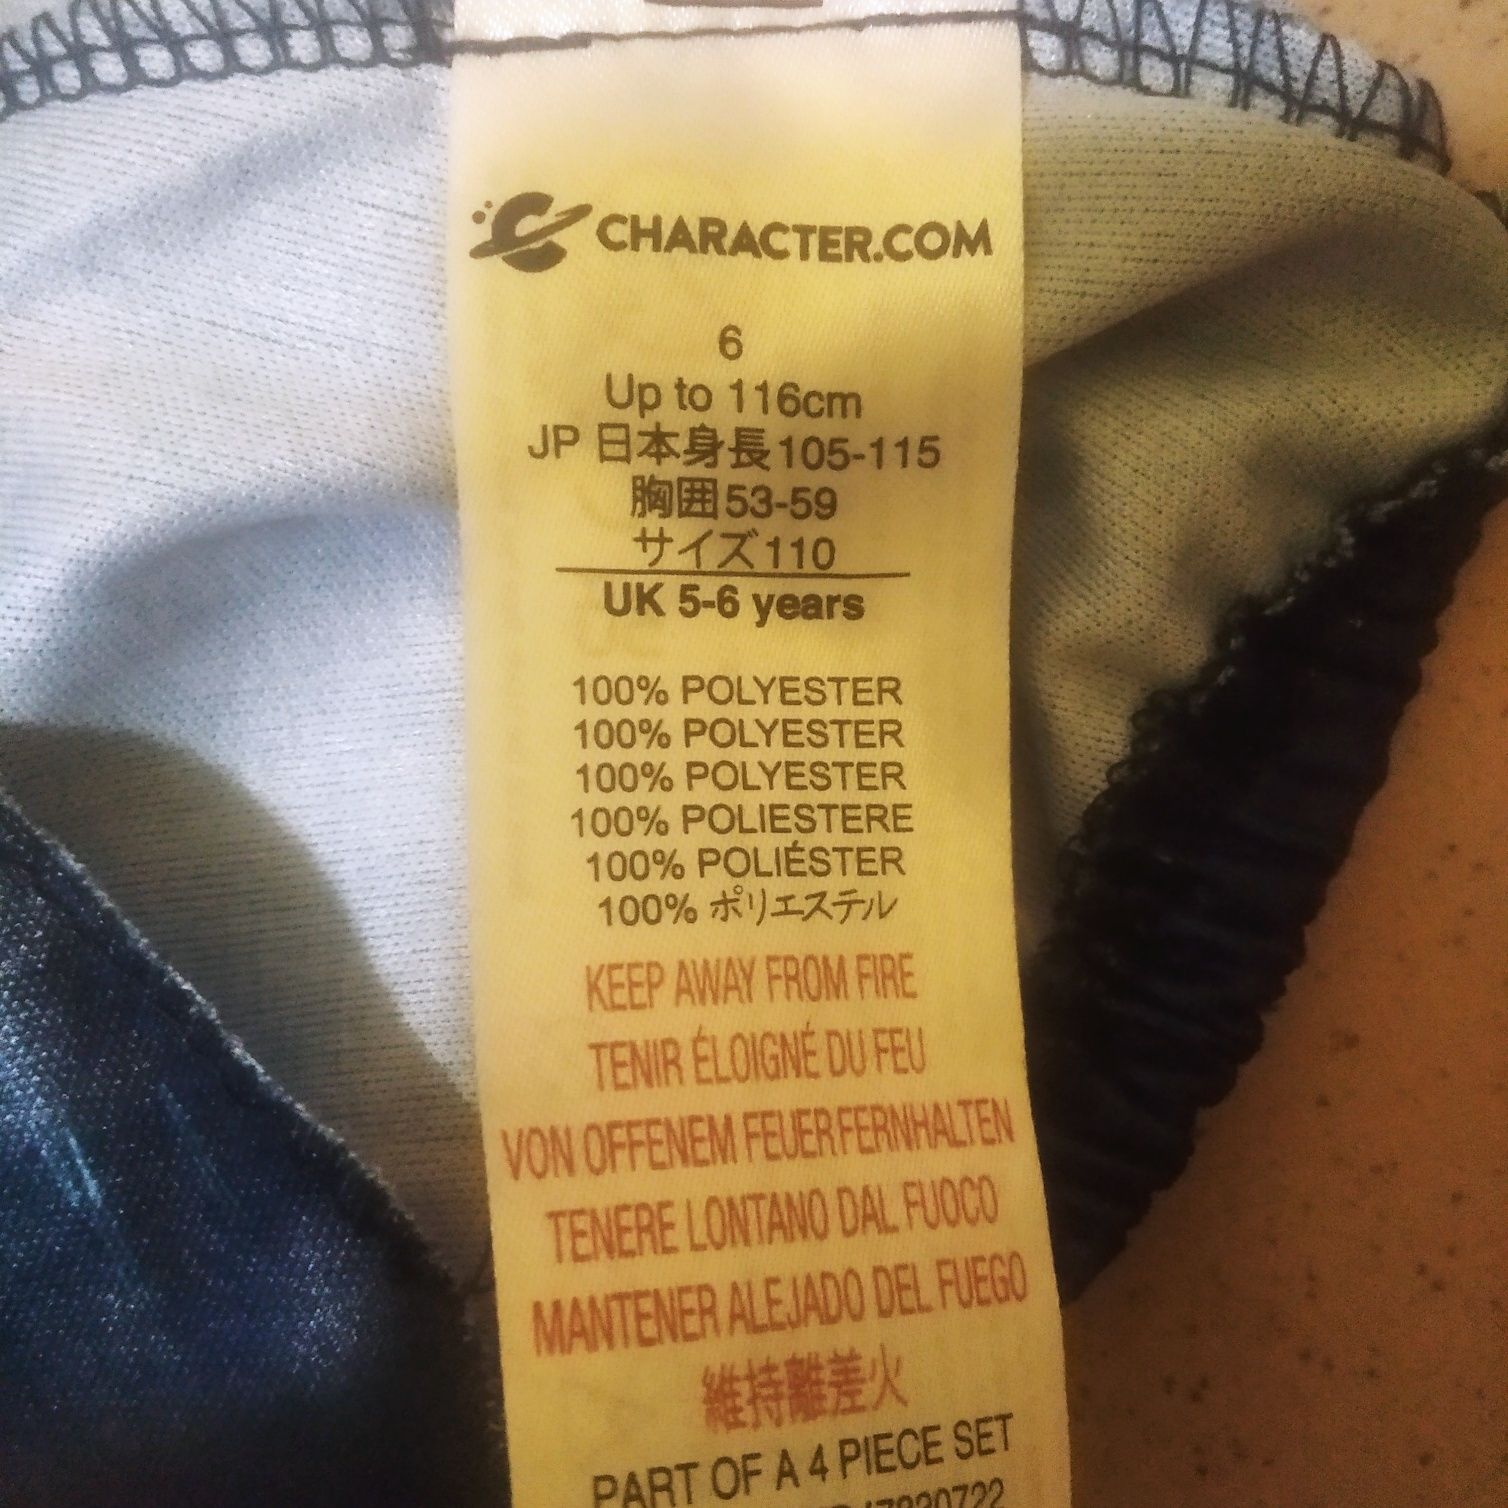 CHARACTER.COM
6
Up to 116cm
JP 日本身長105-115
胸囲53-59
サイズ110
UK 5-6 years
100% POLYESTER
100% POLYESTER
100% POLYESTER
100% POLIESTERE
100% POLIÉSTER
100% ポリエステル
KEEP AWAY FROM FIRE
TENIR ÉLOIGNÉ DU FEU
VON OFFENEM FEUER FERNHALTEN
TENERE LONTANO DAL FUOCO
MANTENER ALEJADO DEL FUEGO
維持離差火
PART OF A 4 PIECE SET